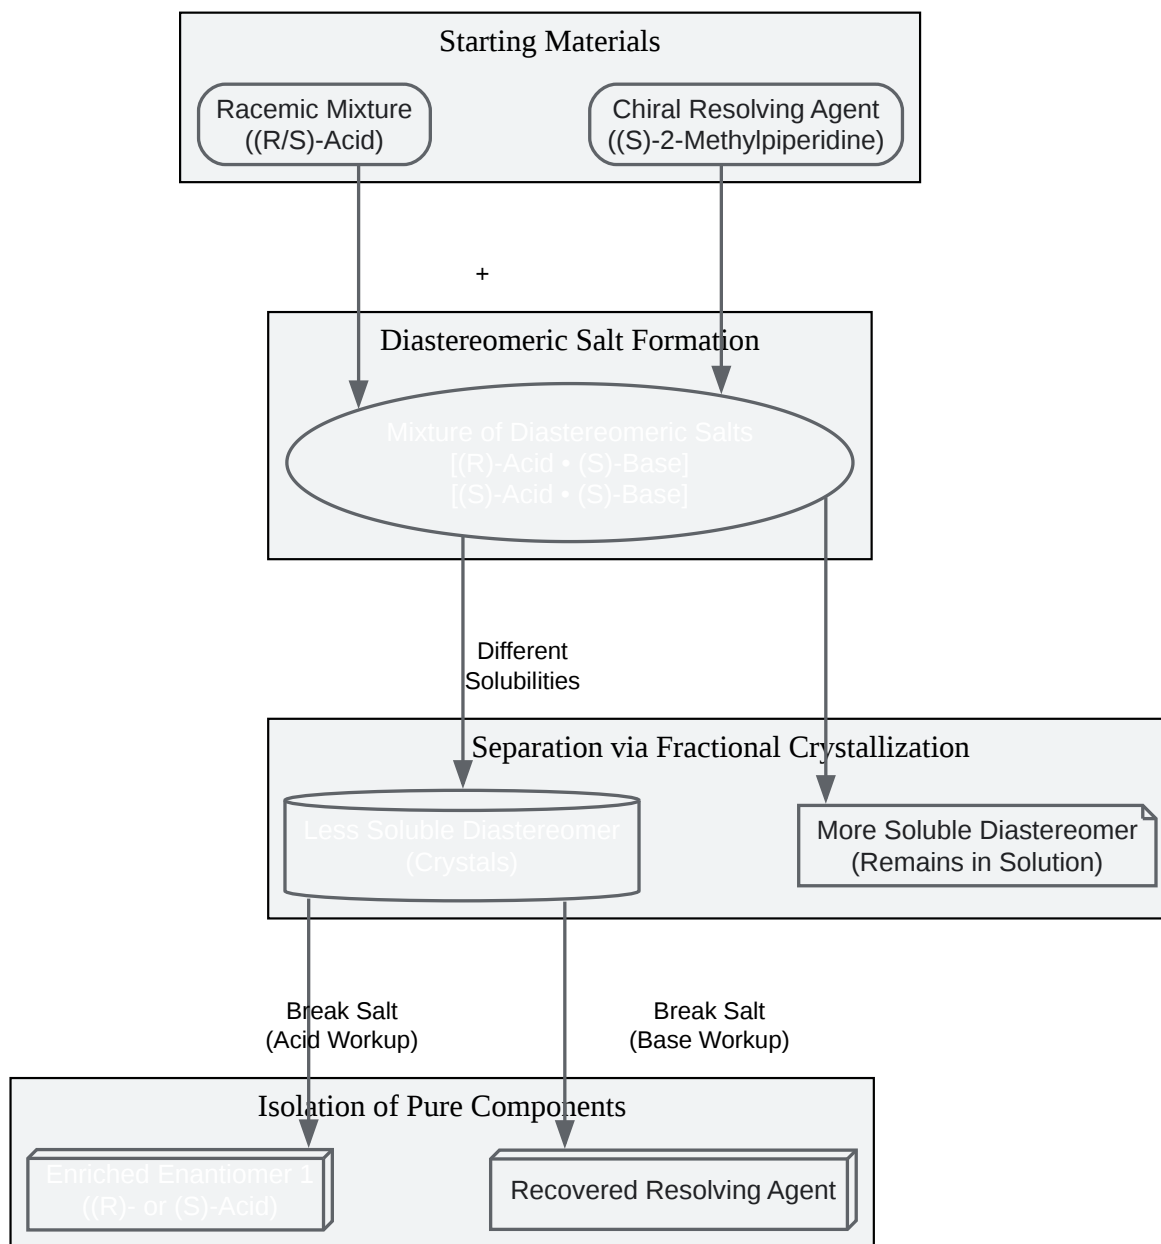 Starting Materials
Racemic Mixture
((R/S)-Acid)
Chiral Resolving Agent
((S)-2-Methylpiperidine)
+
Diastereomeric Salt Formation
Mixture of Diastereomeric Salts
[(R)-Acid • (S)-Base]
[(S)-Acid • (S)-Base]
Different
Solubilities
Separation via Fractional Crystallization
Less Soluble Diastereomer
(Crystals)
More Soluble Diastereomer
(Remains in Solution)
Break Salt
(Acid Workup)
Break Salt
(Base Workup)
Isolation of Pure Components
Enriched Enantiomer 1
((R)- or (S)-Acid)
Recovered Resolving Agent